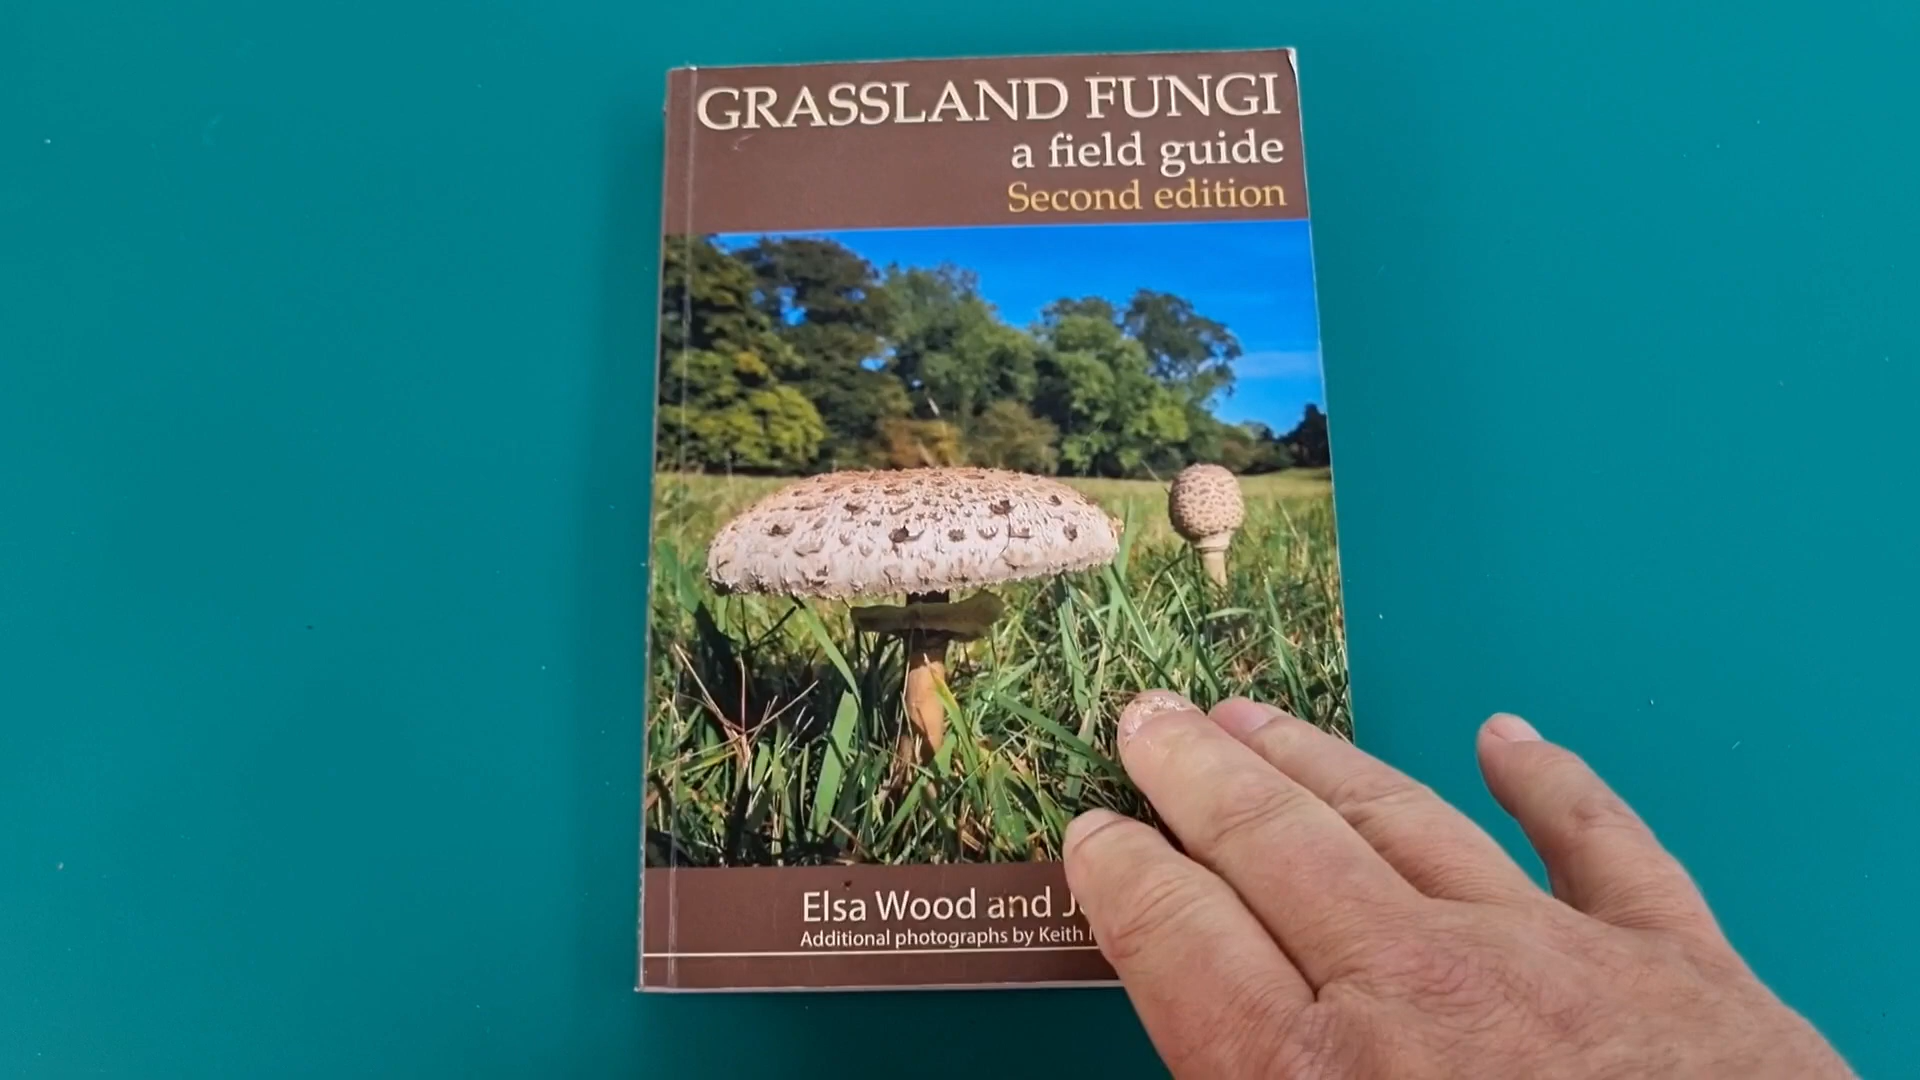 GRASSLAND FUNGI
a field guide
Second edition
Elsa Wood and
Additional photographs by Keith